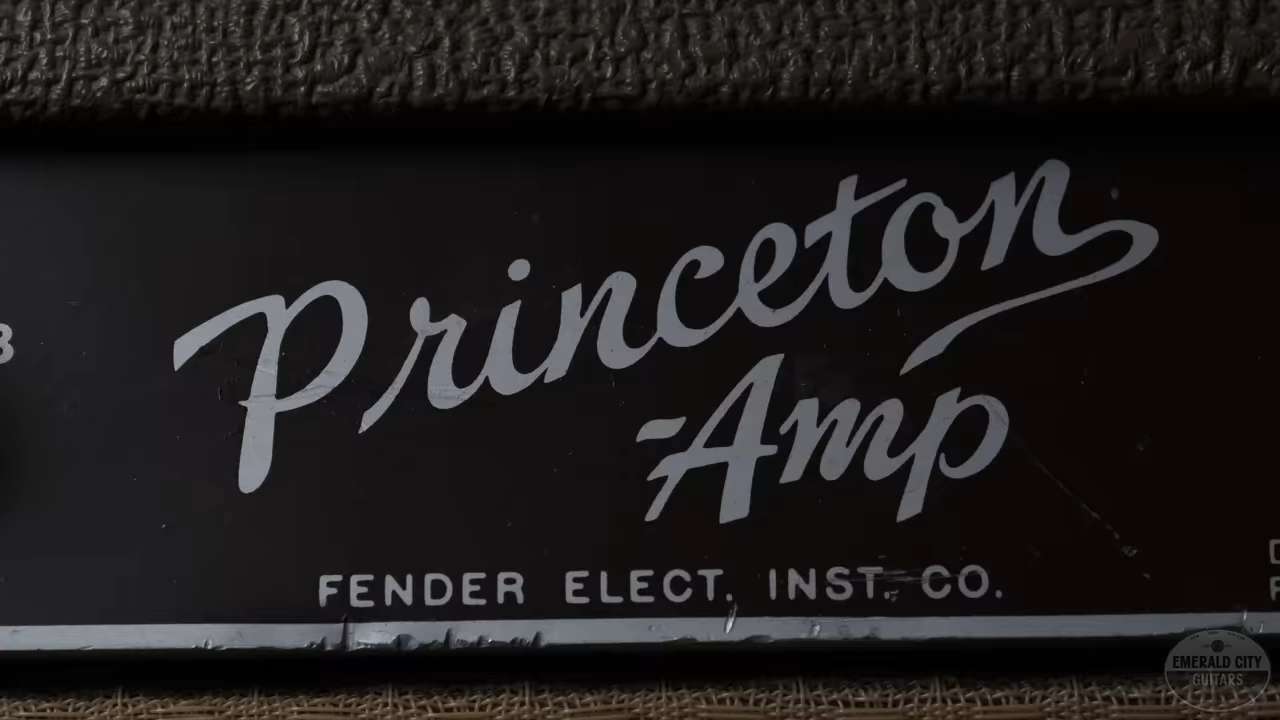 Princeton
-Amp
FENDER ELECT. INST. CO.
EMERALD CITY
GUITARS